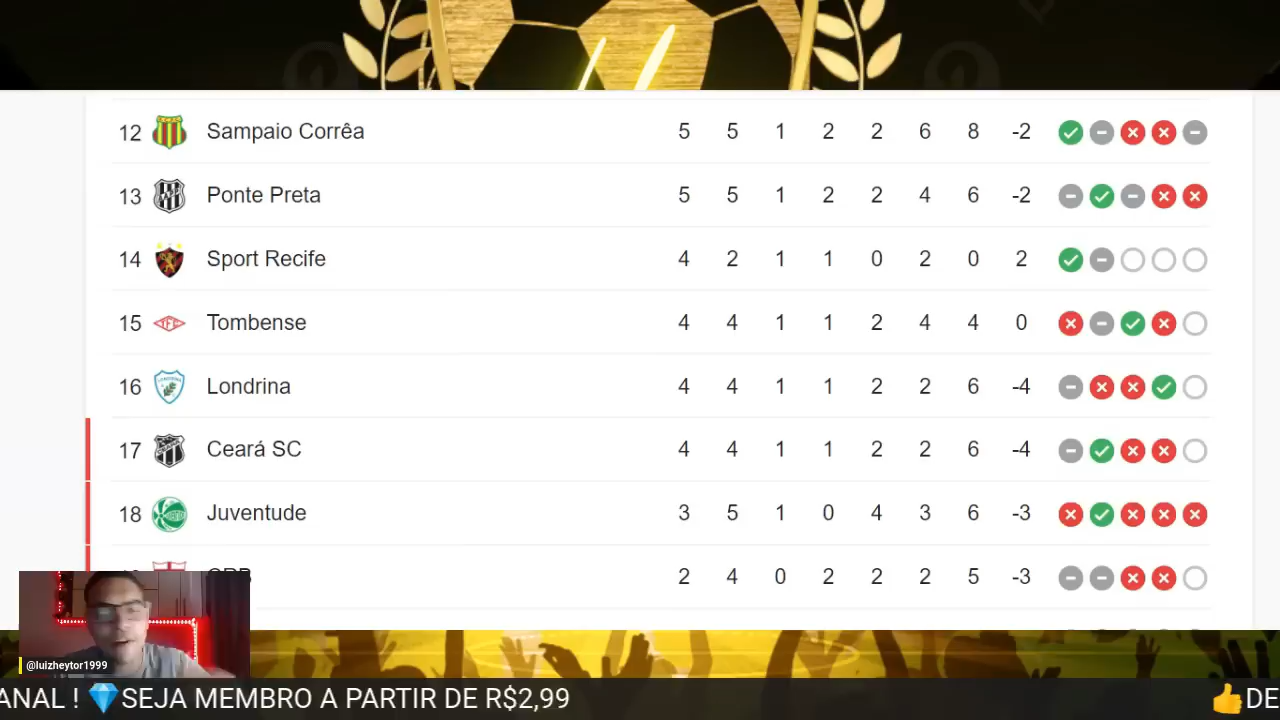 12 Sampaio Corrêa 5 5 1 2 2 6 8 -2
13 Ponte Preta 5 5 1 2 2 4 6 -2
14 Sport Recife 4 2 1 1 0 2 0 2
15 Tombense 4 4 1 1 2 4 4 0
16 Londrina 4 4 1 1 2 2 6 -4
17 Ceará SC 4 4 1 1 2 2 6 -4
18 Juventude 3 5 1 0 4 3 6 -3
2 4 0 2 2 2 5 -3
@luizheytor1999
ANAL ! 💎SEJA MEMBRO A PARTIR DE R$2,99 👍DE